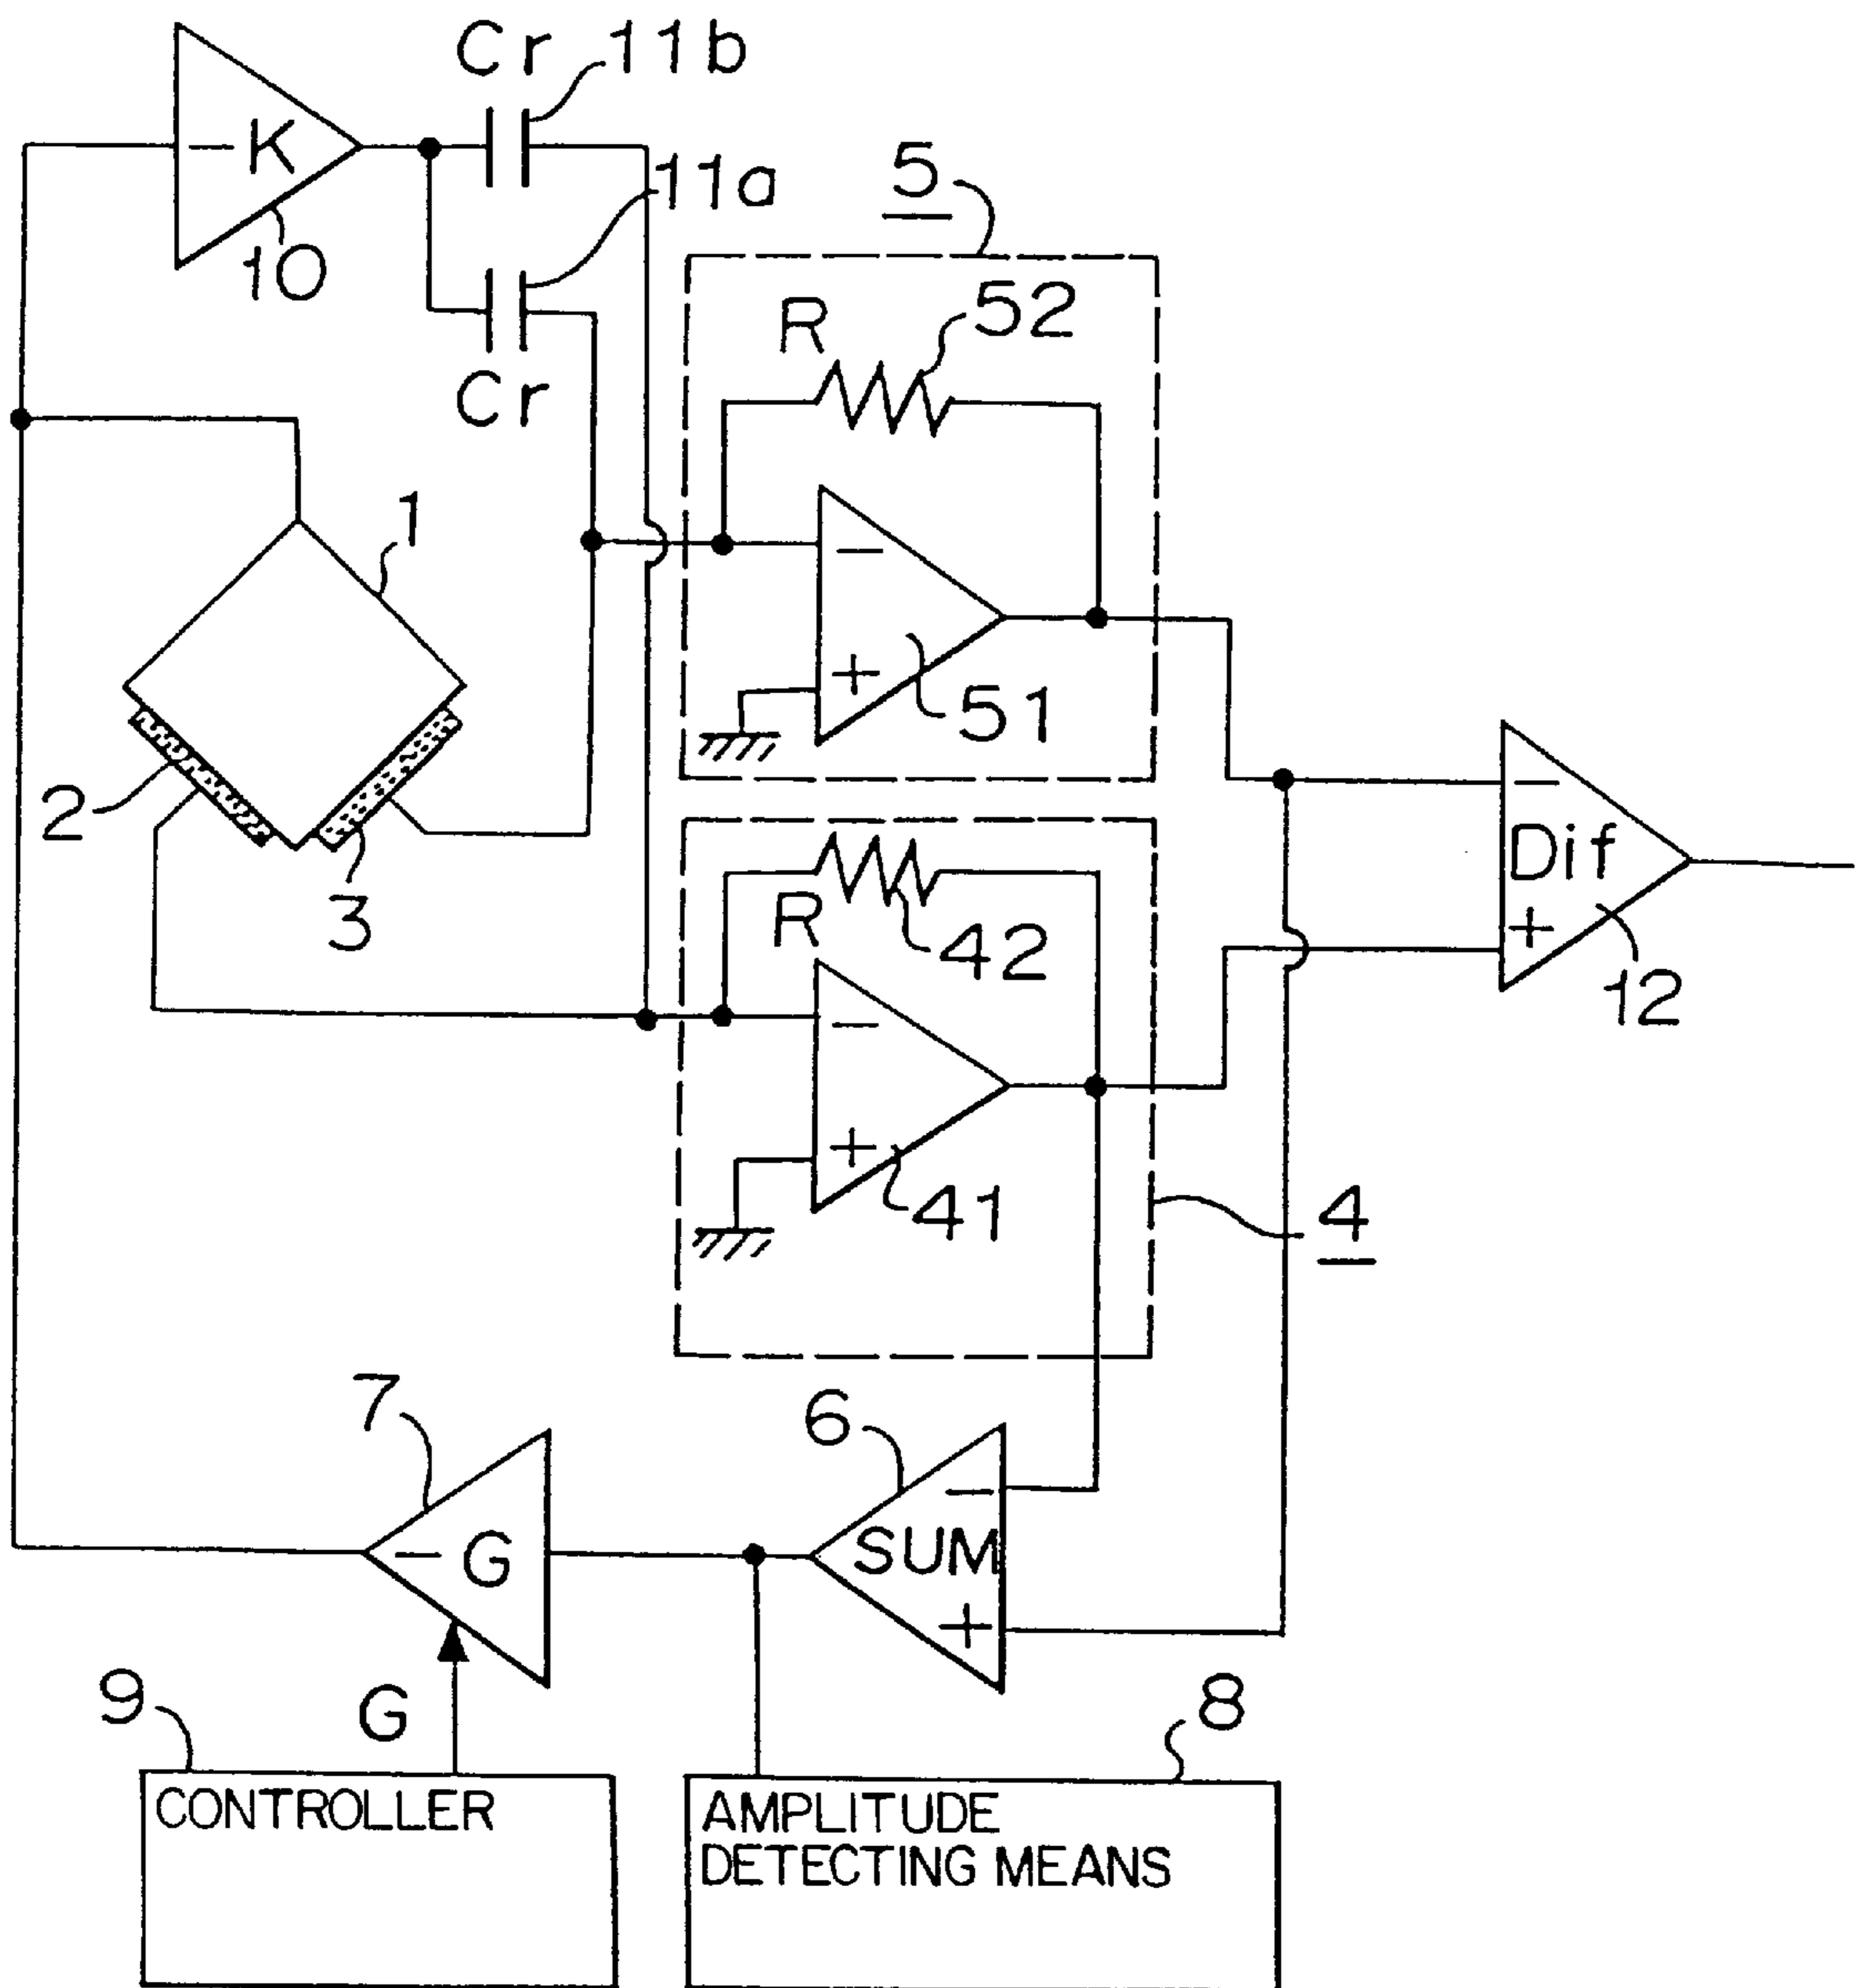 Cr 11b
-K
11a
10
5
Cr
R 52
1
-
+
51
2
-
Dif
+
3
R
42
12
-
+
41
4
7
6
-
-G
SUM
+
9
G
8
CONTROLLER
AMPLITUDE
DETECTING MEANS